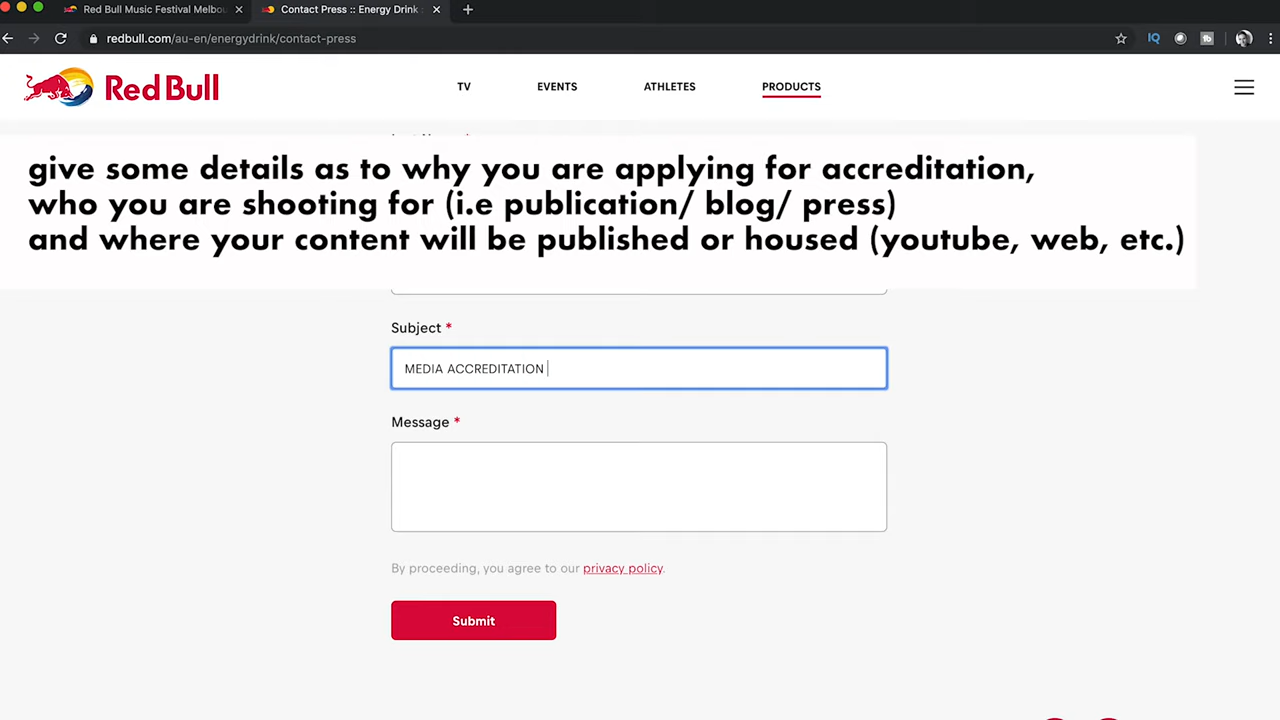 Red Bull Music Festival Melbou
Contact Press :: Energy Drink
redbull.com/au-en/energydrink/contact-press
IQ
tb
Red Bull
TV
EVENTS
ATHLETES
PRODUCTS
give some details as to why you are applying for accreditation,
who you are shooting for (i.e publication/ blog/ press)
and where your content will be published or housed (youtube, web, etc.)
Subject *
MEDIA ACCREDITATION
Message *
By proceeding, you agree to our privacy policy.
Submit